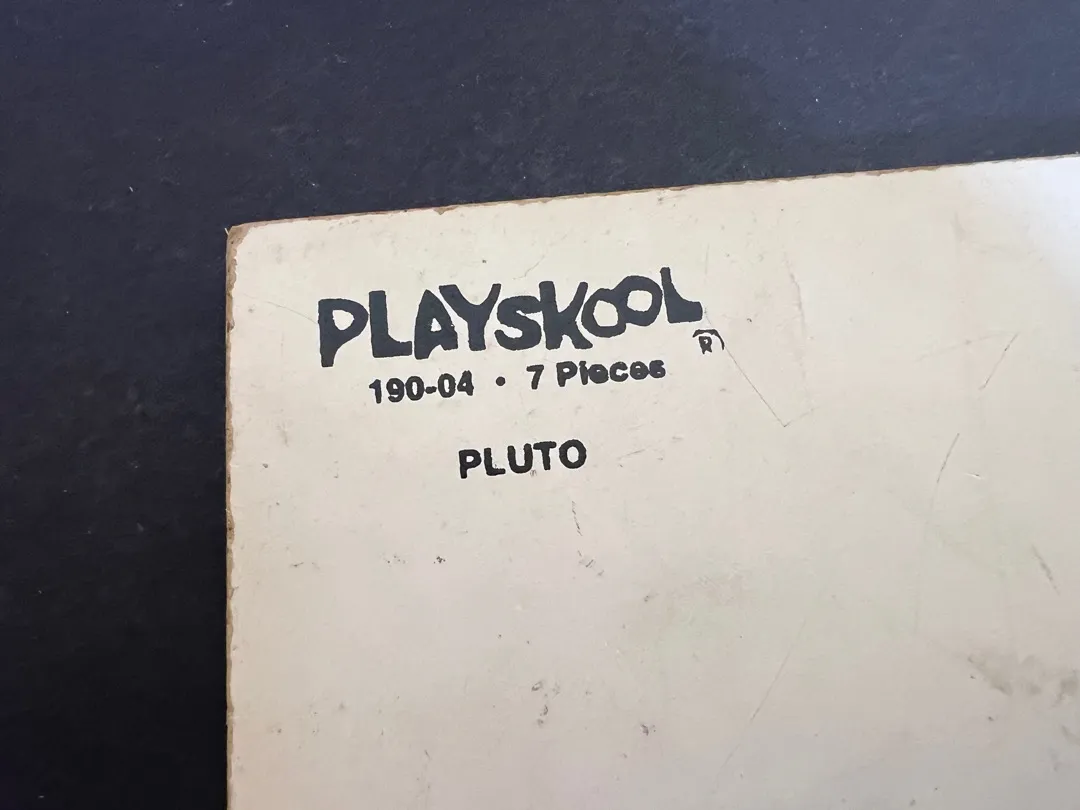 PLAYSKOOL®
190-04 • 7 Pieces
PLUTO